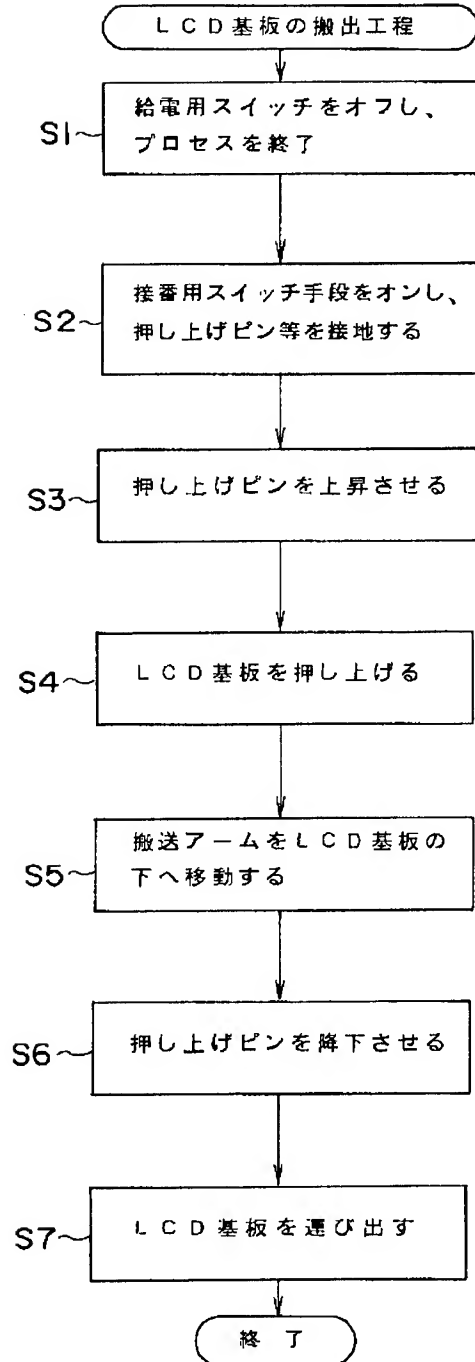 LCD基板の搬出工程
S1
給電用スイッチをオフし、
プロセスを終了
S2
接番用スイッチ手段をオンし、
押し上げピン等を接地する
S3
押し上げピンを上昇させる
S4
LCD基板を押し上げる
S5
搬送アームをLCD基板の
下へ移動する
S6
押し上げピンを降下させる
S7
LCD基板を運び出す
終了